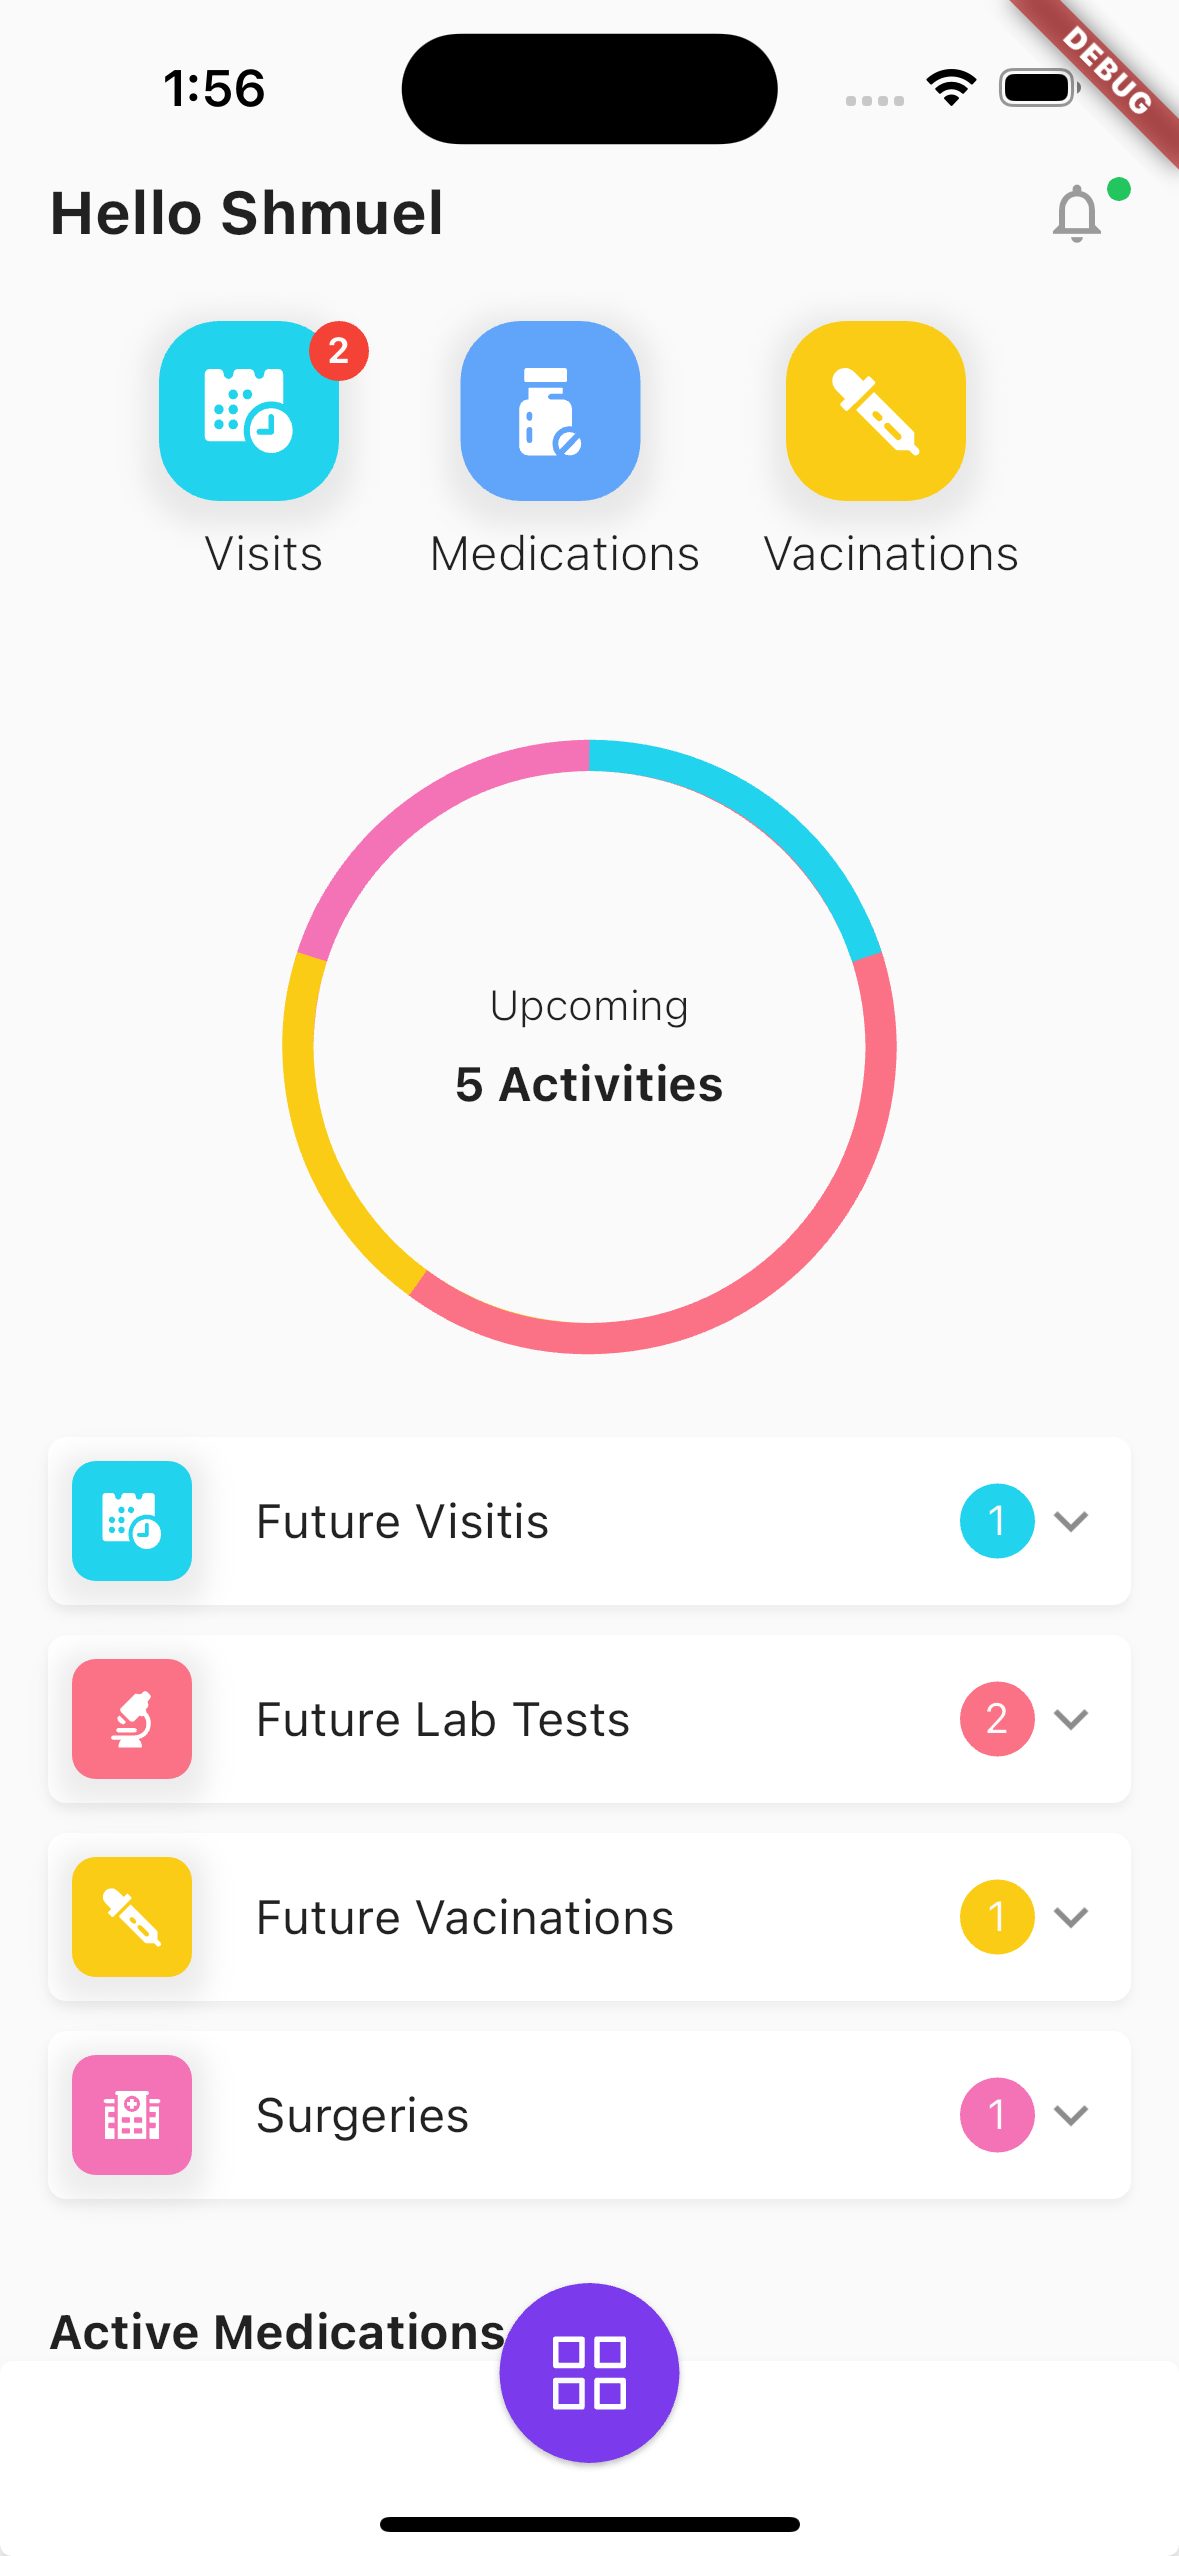 1:56
DEBUG
Hello Shmuel
2
Visits
Medications
Vacinations
Upcoming
5 Activities
Future Visitis
1
Future Lab Tests
2
Future Vacinations
1
Surgeries
1
Active Medications